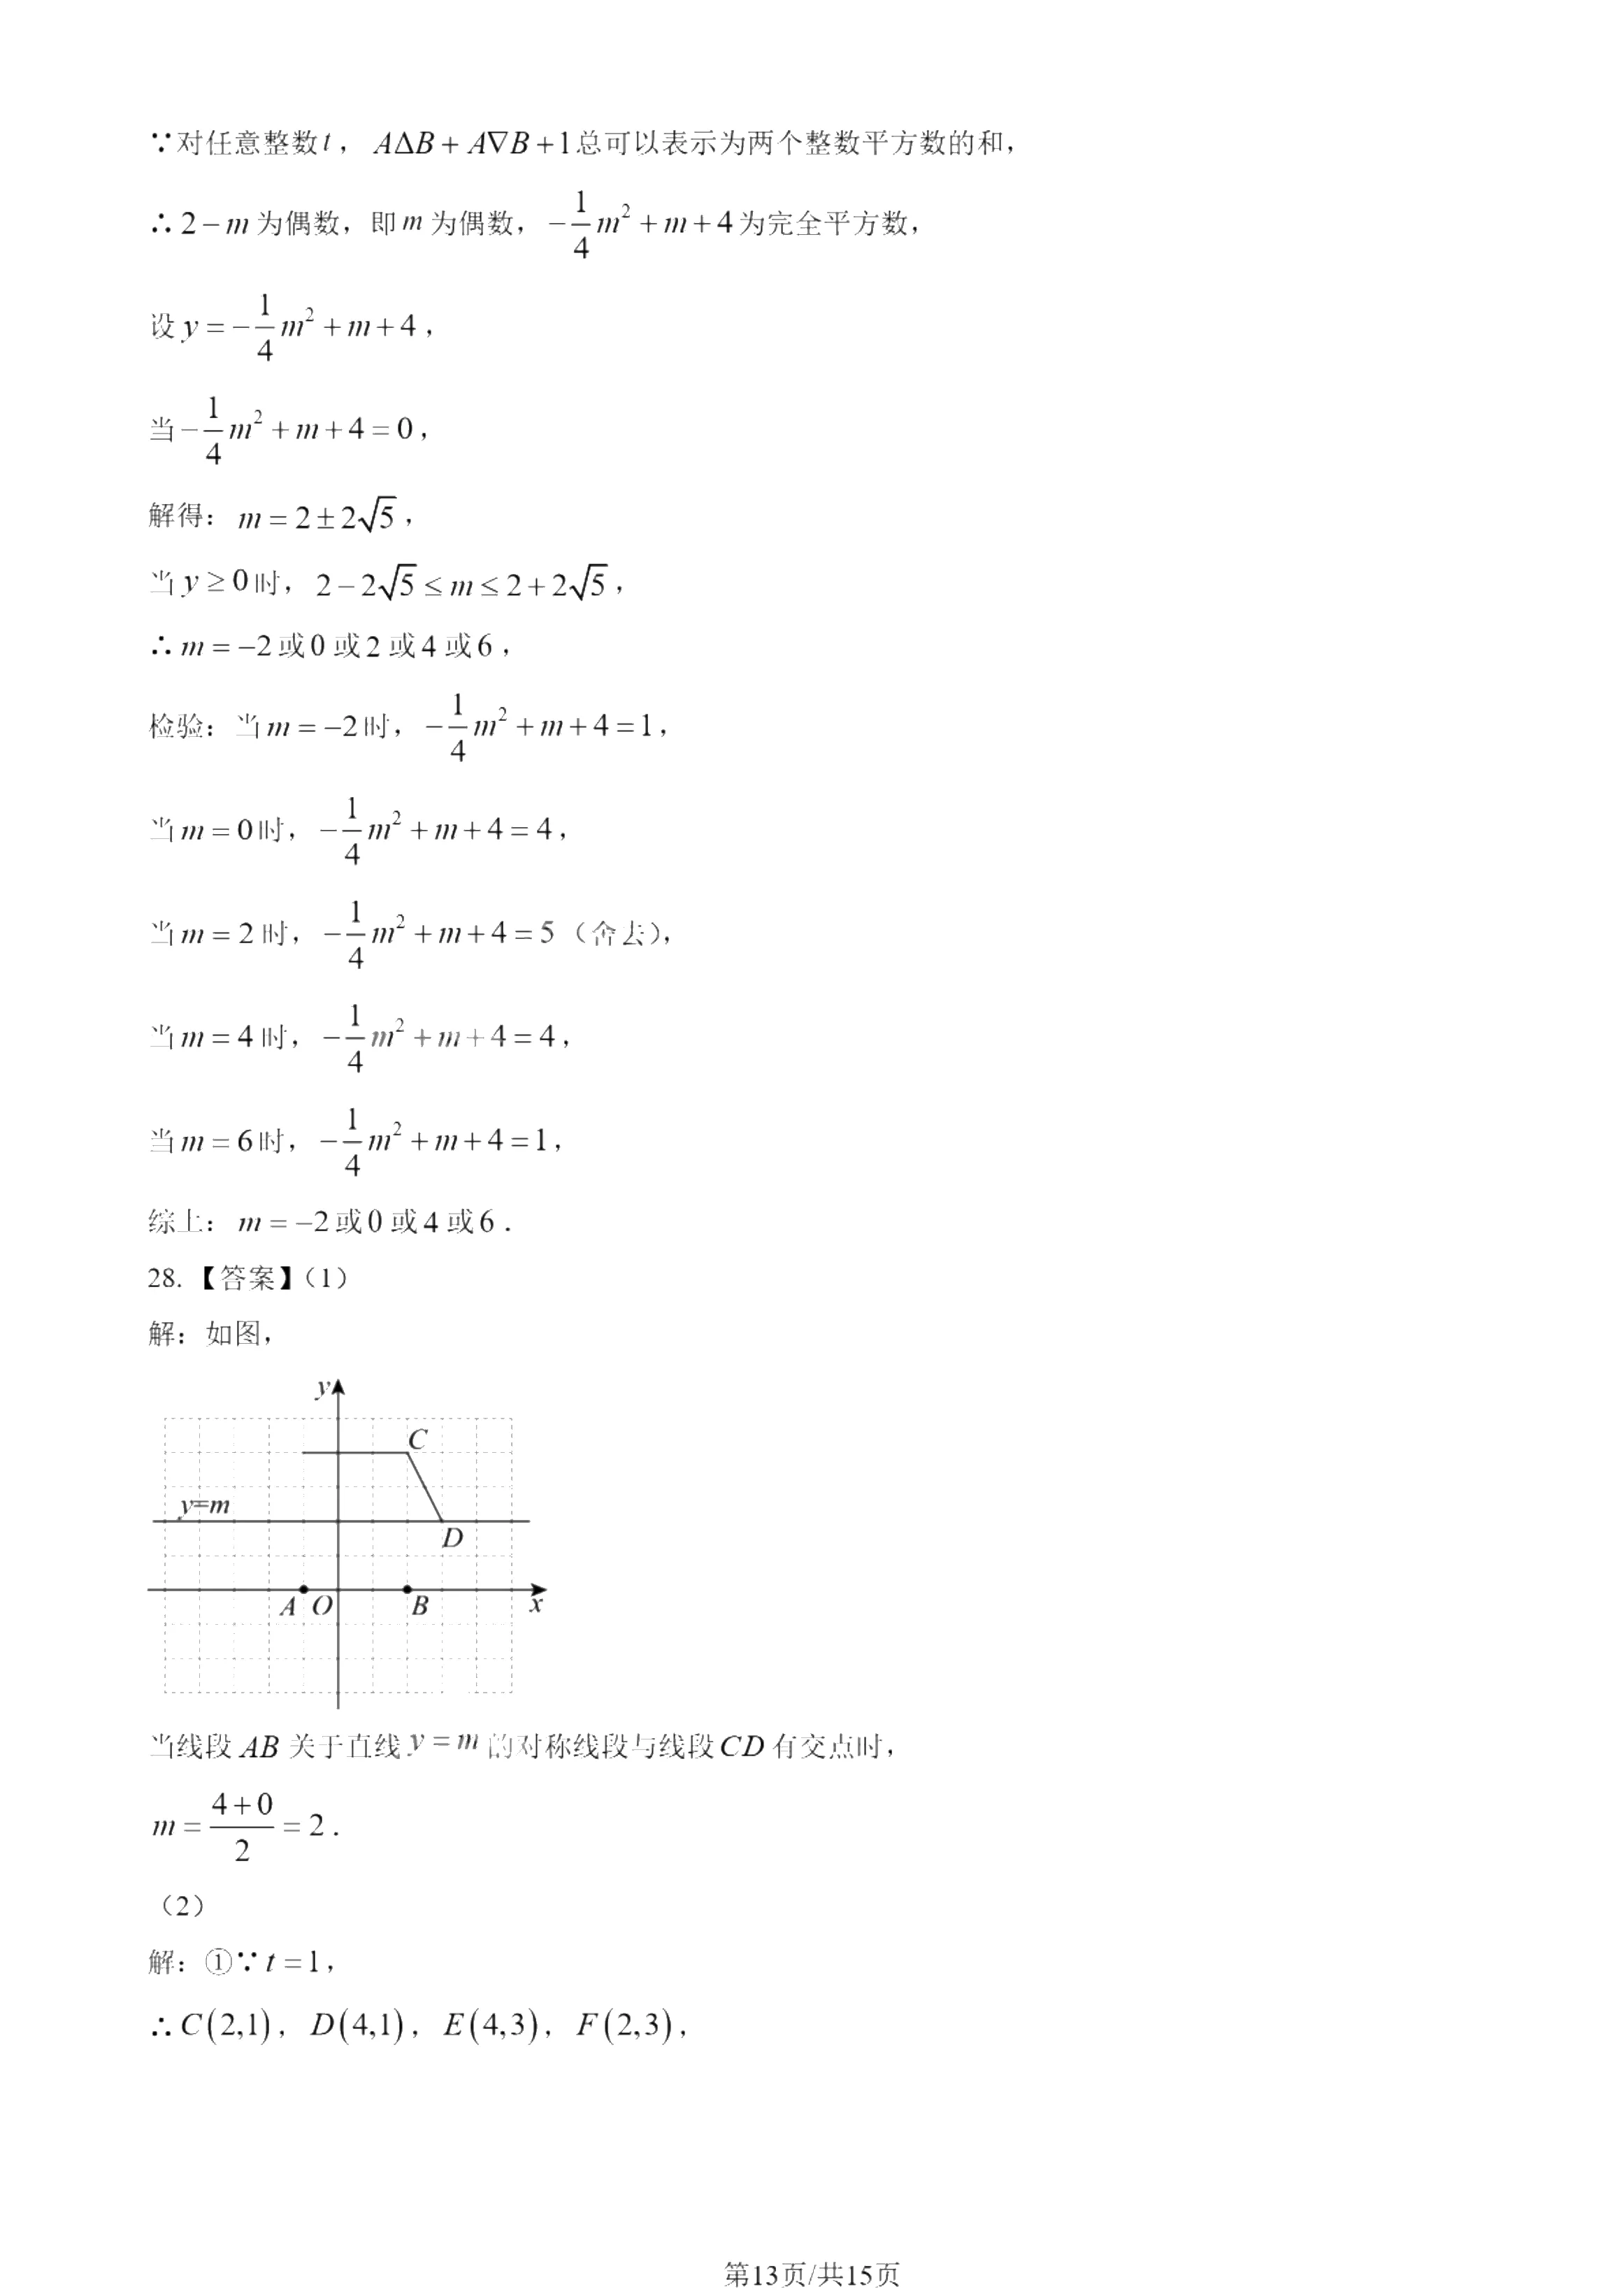 ∵对任意整数t，AΔB+A∇B+1总可以表示为两个整数平方数的和，
∴2−m为偶数，即m为偶数，−1/4m²+m+4为完全平方数，
设y=−1/4m²+m+4，
当−1/4m²+m+4=0，
解得：m=2±2√5，
当y≥0时，2−2√5≤m≤2+2√5，
∴m=−2或0或2或4或6，
检验：当m=−2时，−1/4m²+m+4=1，
当m=0时，−1/4m²+m+4=4，
当m=2时，−1/4m²+m+4=5（舍去），
当m=4时，−1/4m²+m+4=4，
当m=6时，−1/4m²+m+4=1，
综上：m=−2或0或4或6．
28.【答案】（1）
解：如图，
y
C
y=m
D
A O B x
当线段AB关于直线y=m的对称线段与线段CD有交点时，
m=(4+0)/2=2．
（2）
解：①∵t=1，
∴C(2,1)，D(4,1)，E(4,3)，F(2,3)，
第13页/共15页